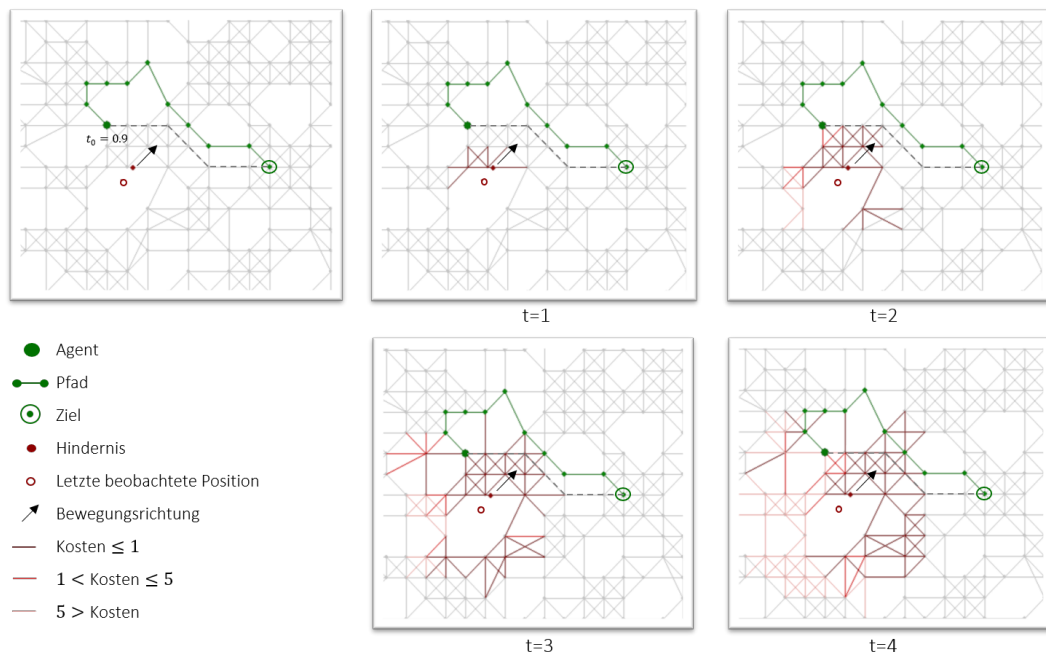 t₀ = 0.9
t=1
t=2
Agent
Pfad
Ziel
Hindernis
Letzte beobachtete Position
Bewegungsrichtung
Kosten ≤ 1
1 < Kosten ≤ 5
5 > Kosten
t=3
t=4